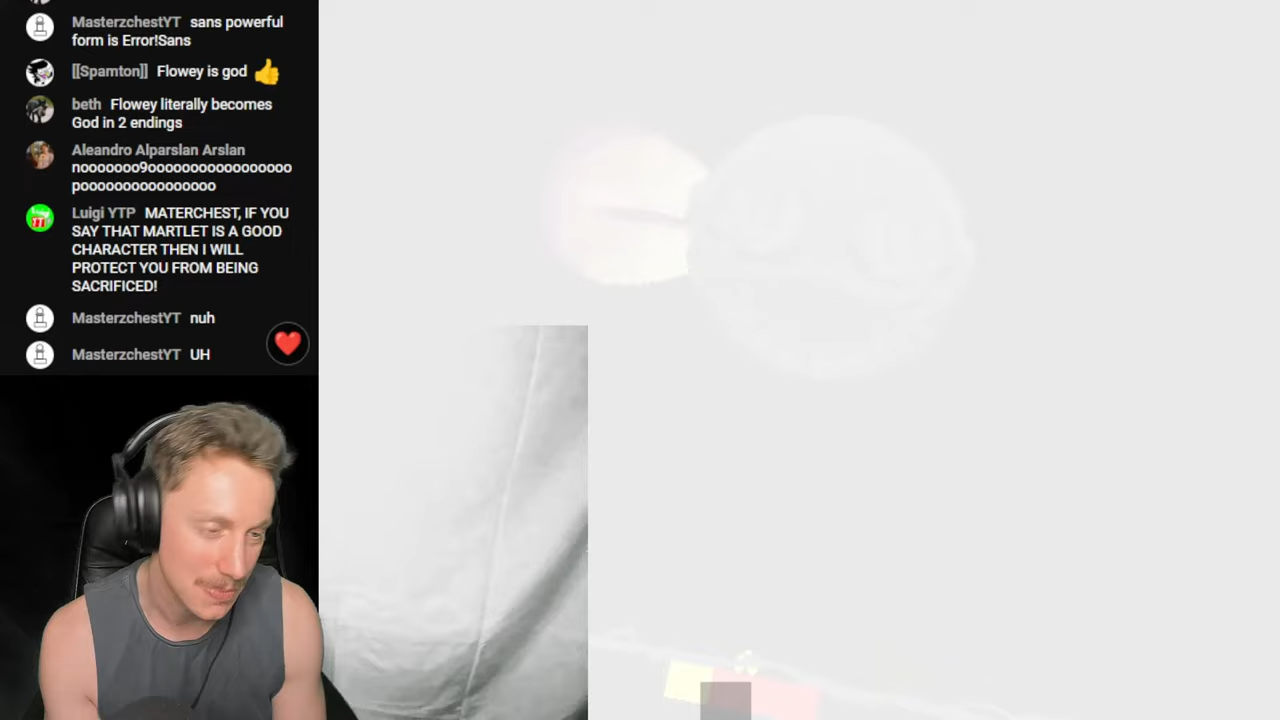 MasterzchestYT sans powerful
form is Error!Sans
[[Spamton]] Flowey is god 👍
beth Flowey literally becomes
God in 2 endings
Aleandro Alparslan Arslan
nooooooo9ooooooooooooooooo
poooooooooooooooo
Luigi YTP MATERCHEST, IF YOU
SAY THAT MARTLET IS A GOOD
CHARACTER THEN I WILL
PROTECT YOU FROM BEING
SACRIFICED!
MasterzchestYT nuh
MasterzchestYT UH